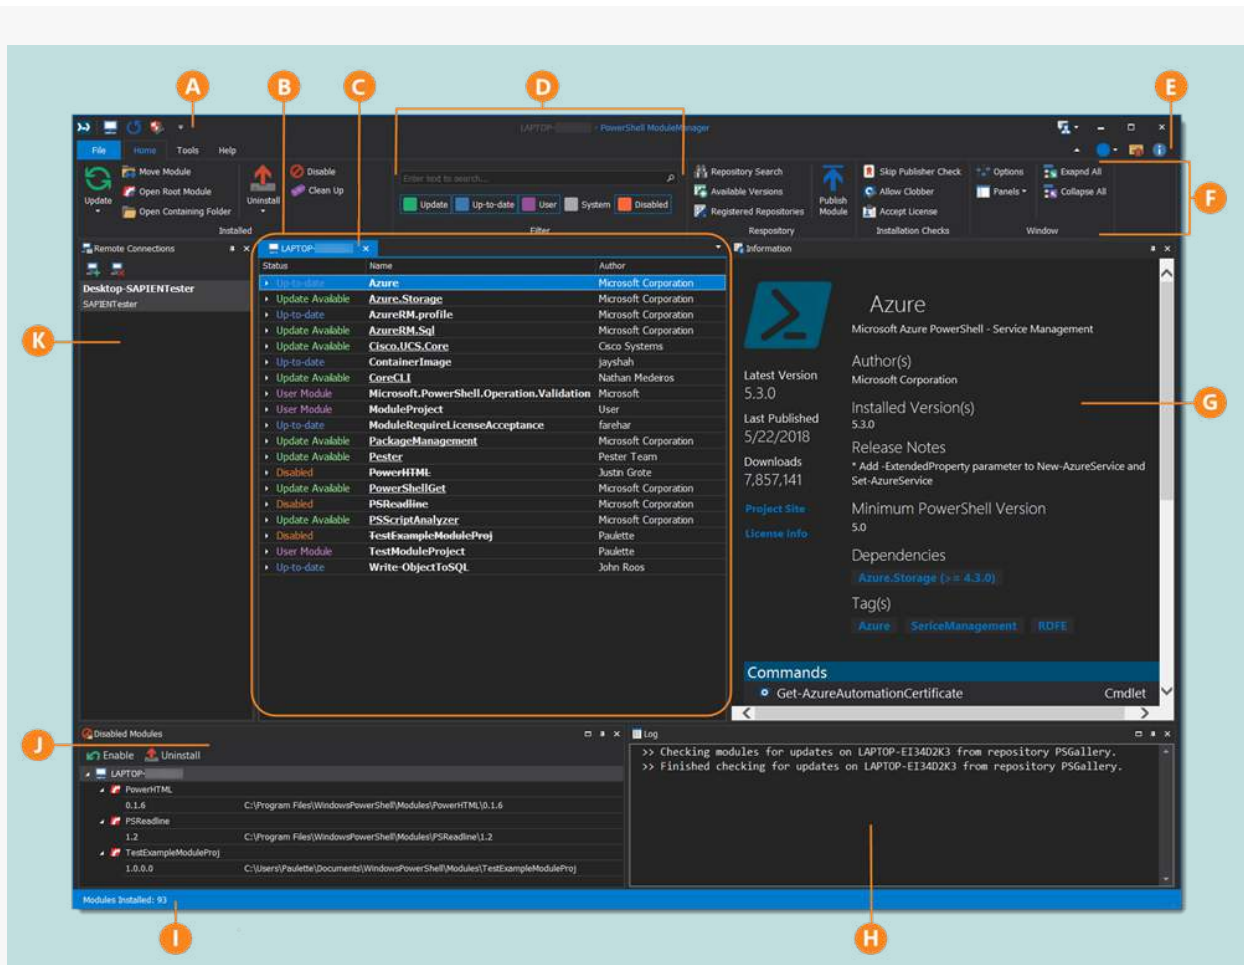 A B C D E
LAPTOP- - PowerShell ModuleManager
File Home Tools Help
Update
Move Module
Open Root Module
Open Containing Folder
Uninstall
Disable
Clean Up
Installed
Enter text to search...
Update Up-to-date User System Disabled
Filter
Repository Search
Available Versions
Registered Repositories
Publish
Module
Respository
Skip Publisher Check
Allow Clobber
Accept License
Installation Checks
Options
Panels
Exapnd All
Collapse All
Window
F
Remote Connections
Desktop-SAPIENTester
SAPIENTester
K
LAPTOP-
Status Name Author
Up-to-date Azure Microsoft Corporation
Update Available Azure.Storage Microsoft Corporation
Up-to-date AzureRM.profile Microsoft Corporation
Update Available AzureRM.Sql Microsoft Corporation
Update Available Cisco.UCS.Core Cisco Systems
Up-to-date ContainerImage jayshah
Update Available CoreCLI Nathan Medeiros
User Module Microsoft.PowerShell.Operation.Validation Microsoft
User Module ModuleProject User
Up-to-date ModuleRequireLicenseAcceptance farehar
Update Available PackageManagement Microsoft Corporation
Update Available Pester Pester Team
Disabled PowerHTML Justin Grote
Update Available PowerShellGet Microsoft Corporation
Disabled PSReadline Microsoft Corporation
Update Available PSScriptAnalyzer Microsoft Corporation
Disabled TestExampleModuleProj Paulette
User Module TestModuleProject Paulette
Up-to-date Write-ObjectToSQL John Roos
Information
Latest Version
5.3.0
Last Published
5/22/2018
Downloads
7,857,141
Project Site
License Info
Azure
Microsoft Azure PowerShell - Service Management
Author(s)
Microsoft Corporation
Installed Version(s)
5.3.0
Release Notes
* Add -ExtendedProperty parameter to New-AzureService and
Set-AzureService
Minimum PowerShell Version
5.0
Dependencies
Azure.Storage (>= 4.3.0)
Tag(s)
Azure SericeManagement RDFE
Commands
Get-AzureAutomationCertificate Cmdlet
G
Disabled Modules
Enable Uninstall
LAPTOP-
PowerHTML
0.1.6 C:\Program Files\WindowsPowerShell\Modules\PowerHTML\0.1.6
PSReadline
1.2 C:\Program Files\WindowsPowerShell\Modules\PSReadline\1.2
TestExampleModuleProj
1.0.0.0 C:\Users\Paulette\Documents\WindowsPowerShell\Modules\TestExampleModuleProj
J
Log
>> Checking modules for updates on LAPTOP-EI34D2K3 from repository PSGallery.
>> Finished checking for updates on LAPTOP-EI34D2K3 from repository PSGallery.
Modules Installed: 93
I H